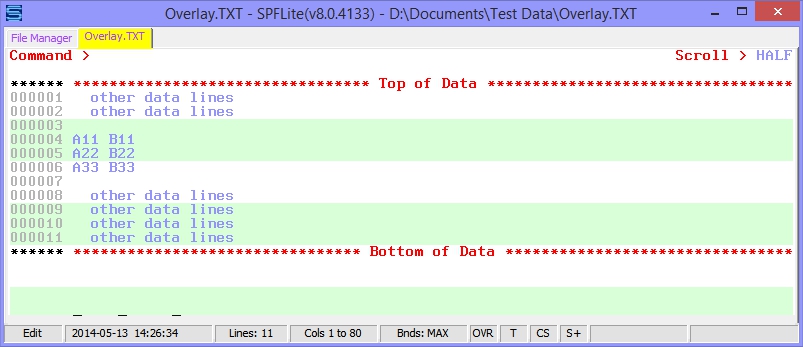 Overlay.TXT - SPFLite(v8.0.4133) - D:\Documents\Test Data\Overlay.TXT
File Manager Overlay.TXT
Command > Scroll > HALF
****** ********************************* Top of Data **********************************
000001 other data lines
000002 other data lines
000003
000004 A11 B11
000005 A22 B22
000006 A33 B33
000007
000008 other data lines
000009 other data lines
000010 other data lines
000011 other data lines
****** ******************************** Bottom of Data ********************************
Edit 2014-05-13 14:26:34 Lines: 11 Cols 1 to 80 Bnds: MAX OVR T CS S+